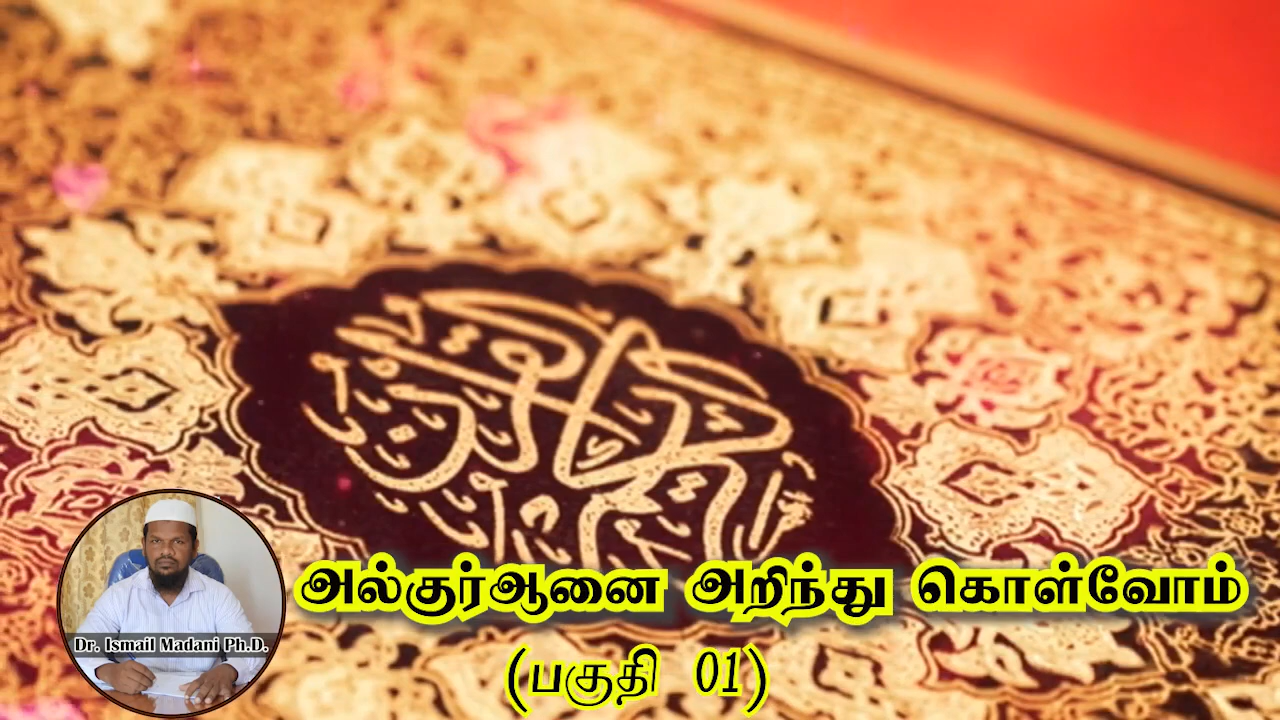 அல்குர்ஆனை அறிந்து கொள்வோம்
Dr. Ismail Madani Ph.D.
(பகுதி 01)